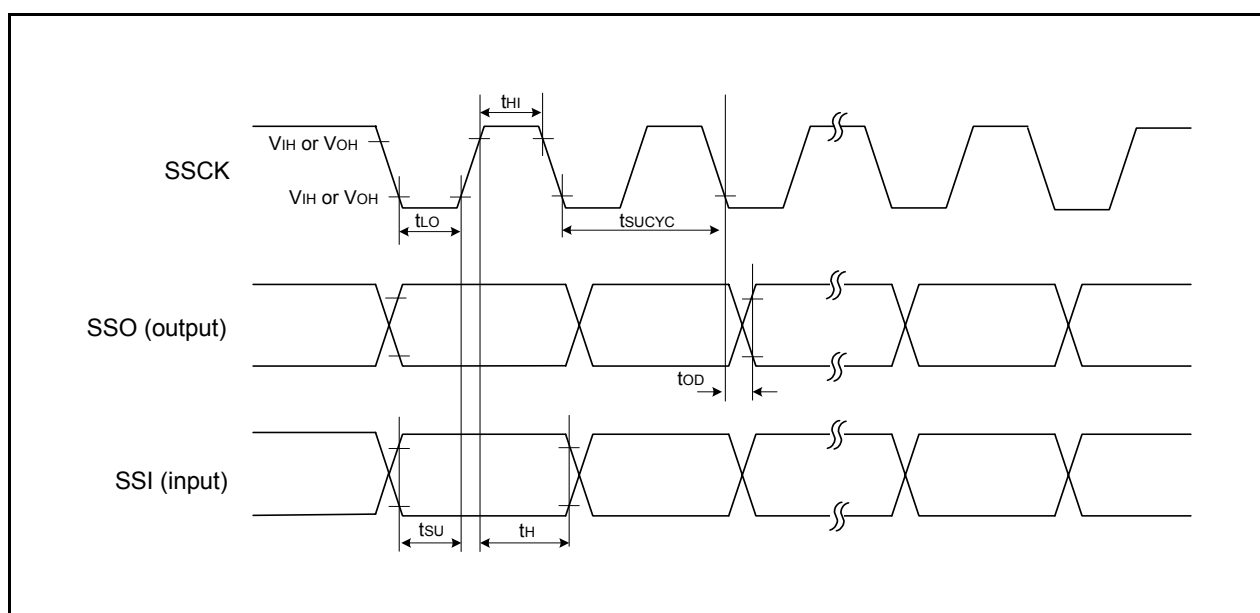 tHI
VIH or VOH
SSCK
VIH or VOH
tLO
tSUCYC
SSO (output)
tOD
SSI (input)
tSU
tH